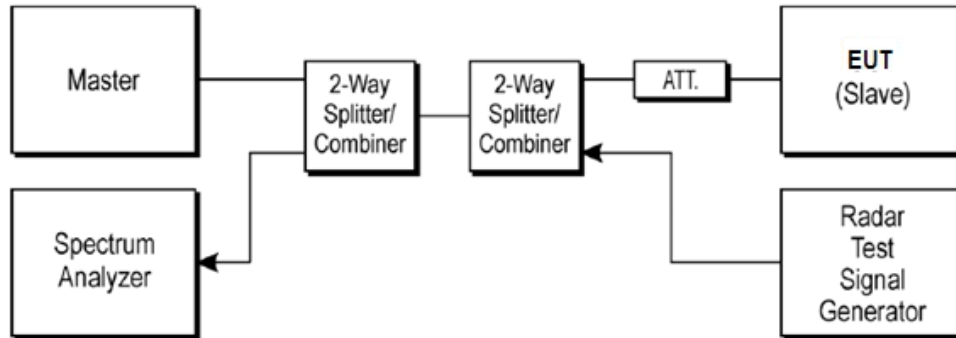 Master
2-Way
Splitter/
Combiner
2-Way
Splitter/
Combiner
ATT.
EUT
(Slave)
Spectrum
Analyzer
Radar
Test
Signal
Generator